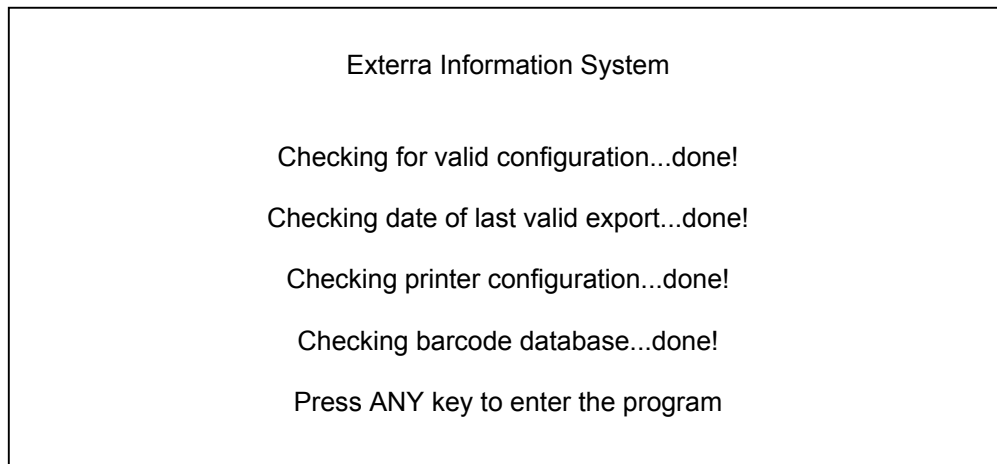 Exterra Information System
Checking for valid configuration...done!
Checking date of last valid export...done!
Checking printer configuration...done!
Checking barcode database...done!
Press ANY key to enter the program